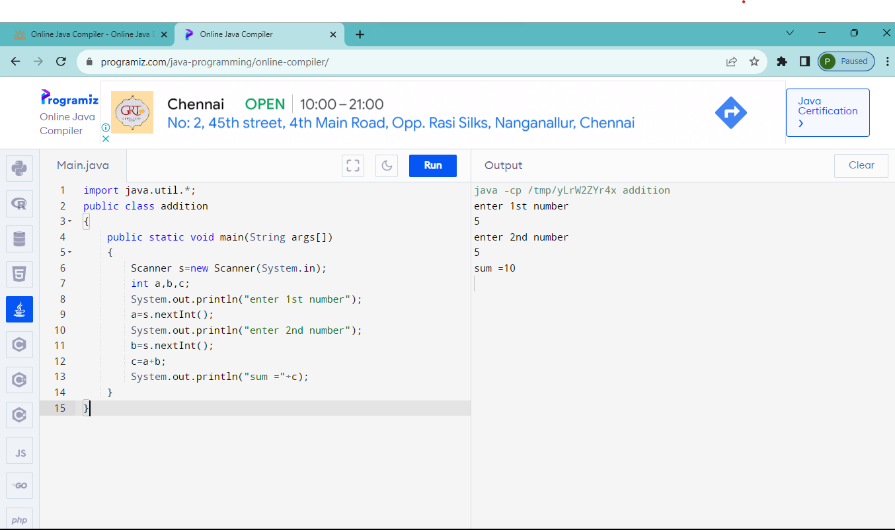 Online Java Compiler - Online Java
Online Java Compiler
programiz.com/java-programming/online-compiler/
P Paused
Programiz
Online Java
Compiler
GRT
Chennai OPEN 10:00 – 21:00
No: 2, 45th street, 4th Main Road, Opp. Rasi Silks, Nanganallur, Chennai
Java
Certification
Main.java
Run
Output
Clear
1 import java.util.*;
2 public class addition
3 {
4 public static void main(String args[])
5 {
6 Scanner s=new Scanner(System.in);
7 int a,b,c;
8 System.out.println("enter 1st number");
9 a=s.nextInt();
10 System.out.println("enter 2nd number");
11 b=s.nextInt();
12 c=a+b;
13 System.out.println("sum ="+c);
14 }
15 }
java -cp /tmp/yLrW2ZYr4x addition
enter 1st number
5
enter 2nd number
5
sum =10
JS
GO
php